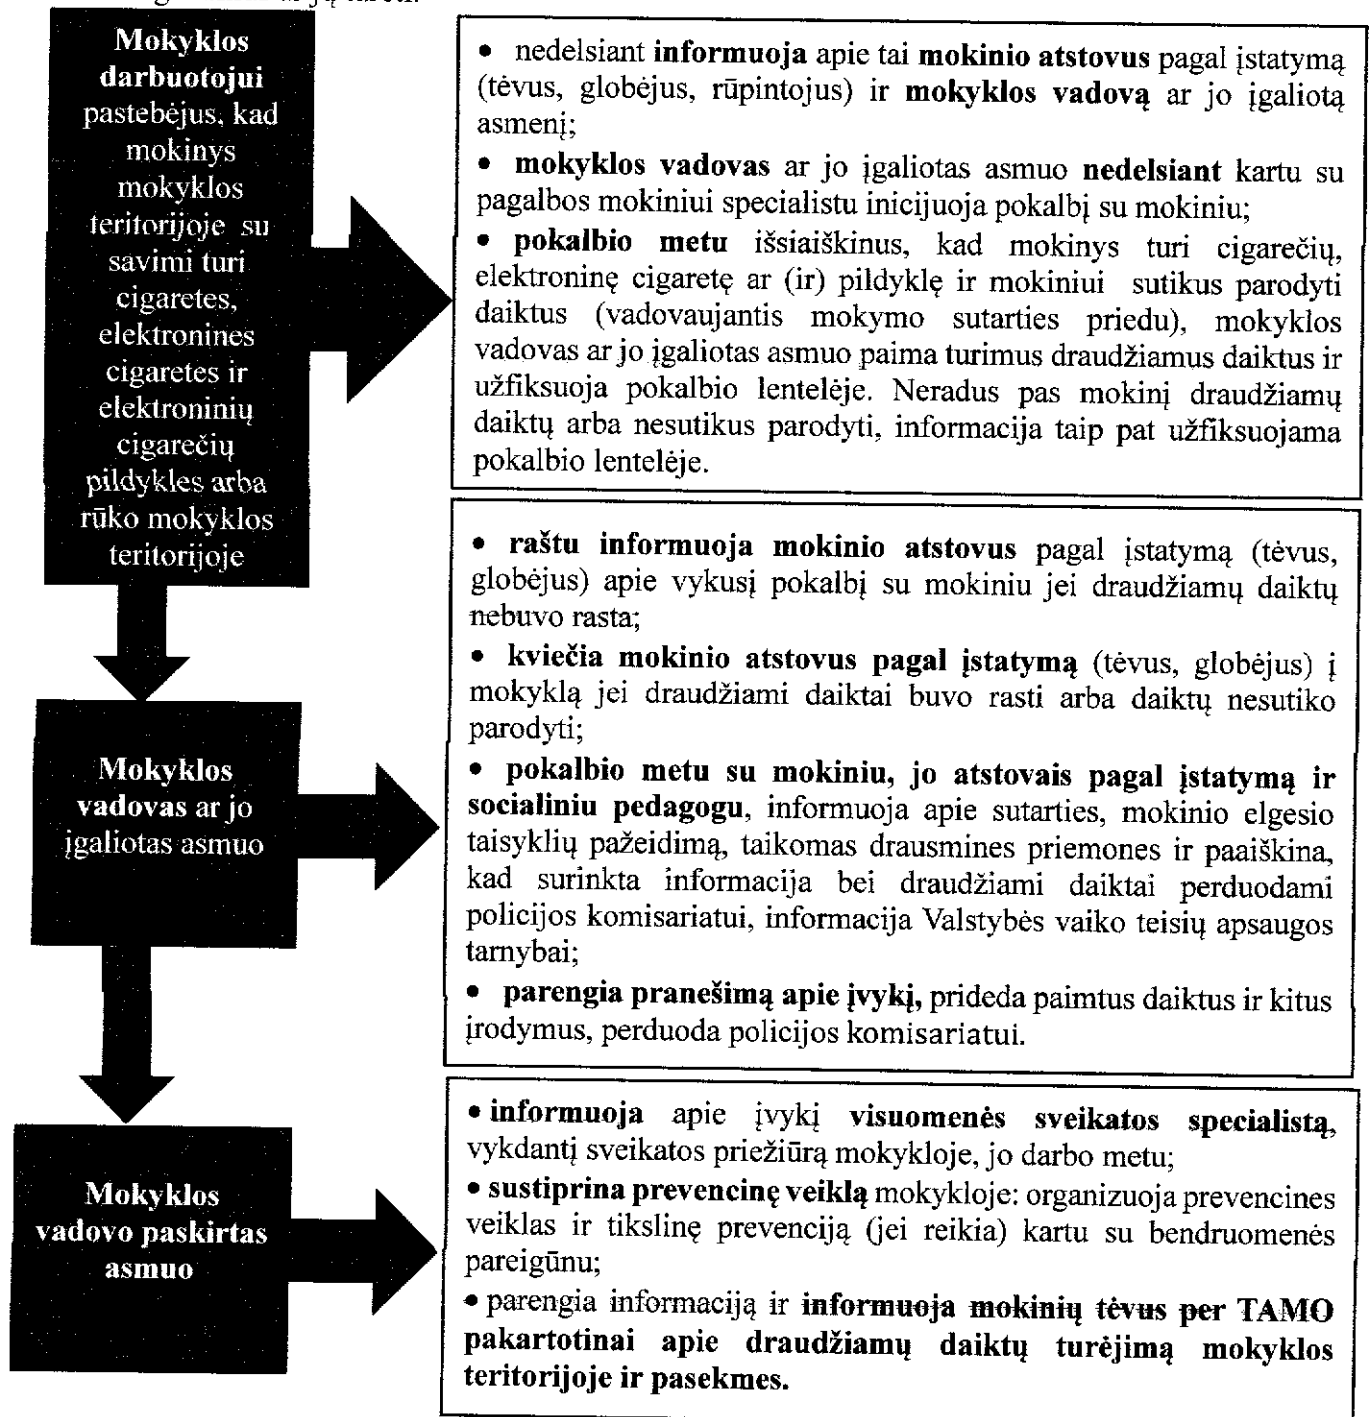 Mokyklos
darbuotojui
pastebėjus, kad
mokinys
mokyklos
teritorijoje su
savimi turi
cigaretes,
elektronines
cigaretes ir
elektroninių
cigarečių
pildykles arba
rūko mokyklos
teritorijoje
• nedelsiant informuoja apie tai mokinio atstovus pagal įstatymą
(tėvus, globėjus, rūpintojus) ir mokyklos vadovą ar jo įgaliotą
asmenį;
• mokyklos vadovas ar jo įgaliotas asmuo nedelsiant kartu su
pagalbos mokiniui specialistu inicijuoja pokalbį su mokiniu;
• pokalbio metu išsiaiškinus, kad mokinys turi cigarečių,
elektroninę cigaretę ar (ir) pildyklę ir mokiniui sutikus parodyti
daiktus (vadovaujantis mokymo sutarties priedu), mokyklos
vadovas ar jo įgaliotas asmuo paima turimus draudžiamus daiktus ir
užfiksuoja pokalbio lentelėje. Neradus pas mokinį draudžiamų
daiktų arba nesutikus parodyti, informacija taip pat užfiksuojama
pokalbio lentelėje.
Mokyklos
vadovas ar jo
įgaliotas asmuo
• raštu informuoja mokinio atstovus pagal įstatymą (tėvus,
globėjus) apie vykusį pokalbį su mokiniu jei draudžiamų daiktų
nebuvo rasta;
• kviečia mokinio atstovus pagal įstatymą (tėvus, globėjus) į
mokyklą jei draudžiami daiktai buvo rasti arba daiktų nesutiko
parodyti;
• pokalbio metu su mokiniu, jo atstovais pagal įstatymą ir
socialiniu pedagogu, informuoja apie sutarties, mokinio elgesio
taisyklių pažeidimą, taikomas drausmines priemones ir paaiškina,
kad surinkta informacija bei draudžiami daiktai perduodami
policijos komisariatui, informacija Valstybės vaiko teisių apsaugos
tarnybai;
• parengia pranešimą apie įvykį, prideda paimtus daiktus ir kitus
įrodymus, perduoda policijos komisariatui.
Mokyklos
vadovo paskirtas
asmuo
• informuoja apie įvykį visuomenės sveikatos specialistą,
vykdantį sveikatos priežiūrą mokykloje, jo darbo metu;
• sustiprina prevencinę veiklą mokykloje: organizuoja prevencines
veiklas ir tikslinę prevenciją (jei reikia) kartu su bendruomenės
pareigūnu;
• parengia informaciją ir informuoja mokinių tėvus per TAMO
pakartotinai apie draudžiamų daiktų turėjimą mokyklos
teritorijoje ir pasekmes.